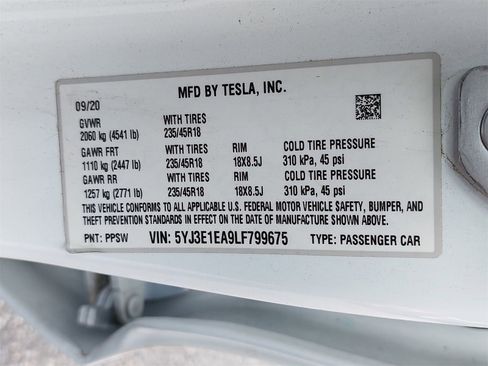 MFD BY TESLA, INC.
09/20
GVWR WITH TIRES
2060 kg (4541 lb) 235/45R18
GAWR FRT WITH TIRES RIM COLD TIRE PRESSURE
1110 kg (2447 lb) 235/45R18 18X8.5J 310 kPa, 45 psi
GAWR RR WITH TIRES RIM COLD TIRE PRESSURE
1257 kg (2771 lb) 235/45R18 18X8.5J 310 kPa, 45 psi
THIS VEHICLE CONFORMS TO ALL APPLICABLE U.S. FEDERAL MOTOR VEHICLE SAFETY, BUMPER, AND
THEFT PREVENTION STANDARDS IN EFFECT ON THE DATE OF MANUFACTURE SHOWN ABOVE.
PNT: PPSW VIN: 5YJ3E1EA9LF799675 TYPE: PASSENGER CAR